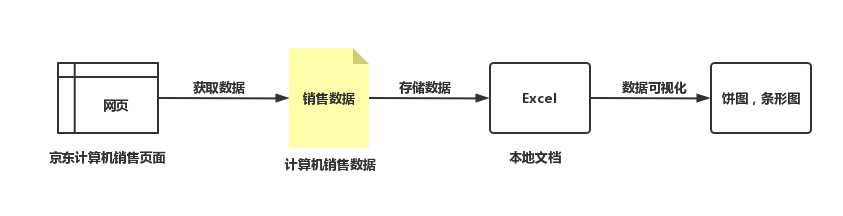 获取数据
存储数据
数据可视化
网页
销售数据
Excel
饼图，条形图
京东计算机销售页面
计算机销售数据
本地文档